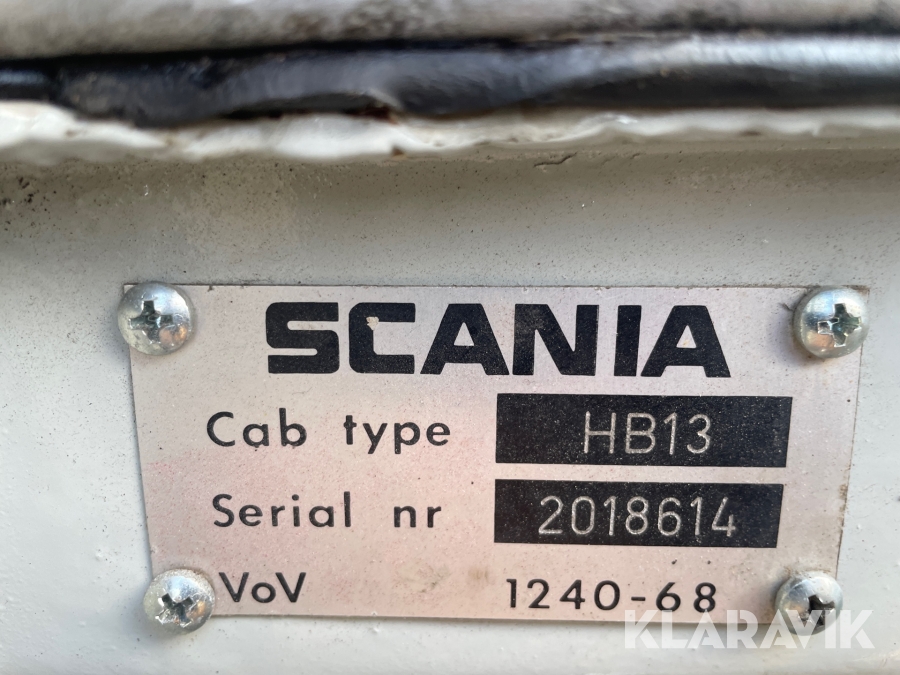 SCANIA
Cab type HB13
Serial nr 2018614
VoV 1240-68
KLARAVIK